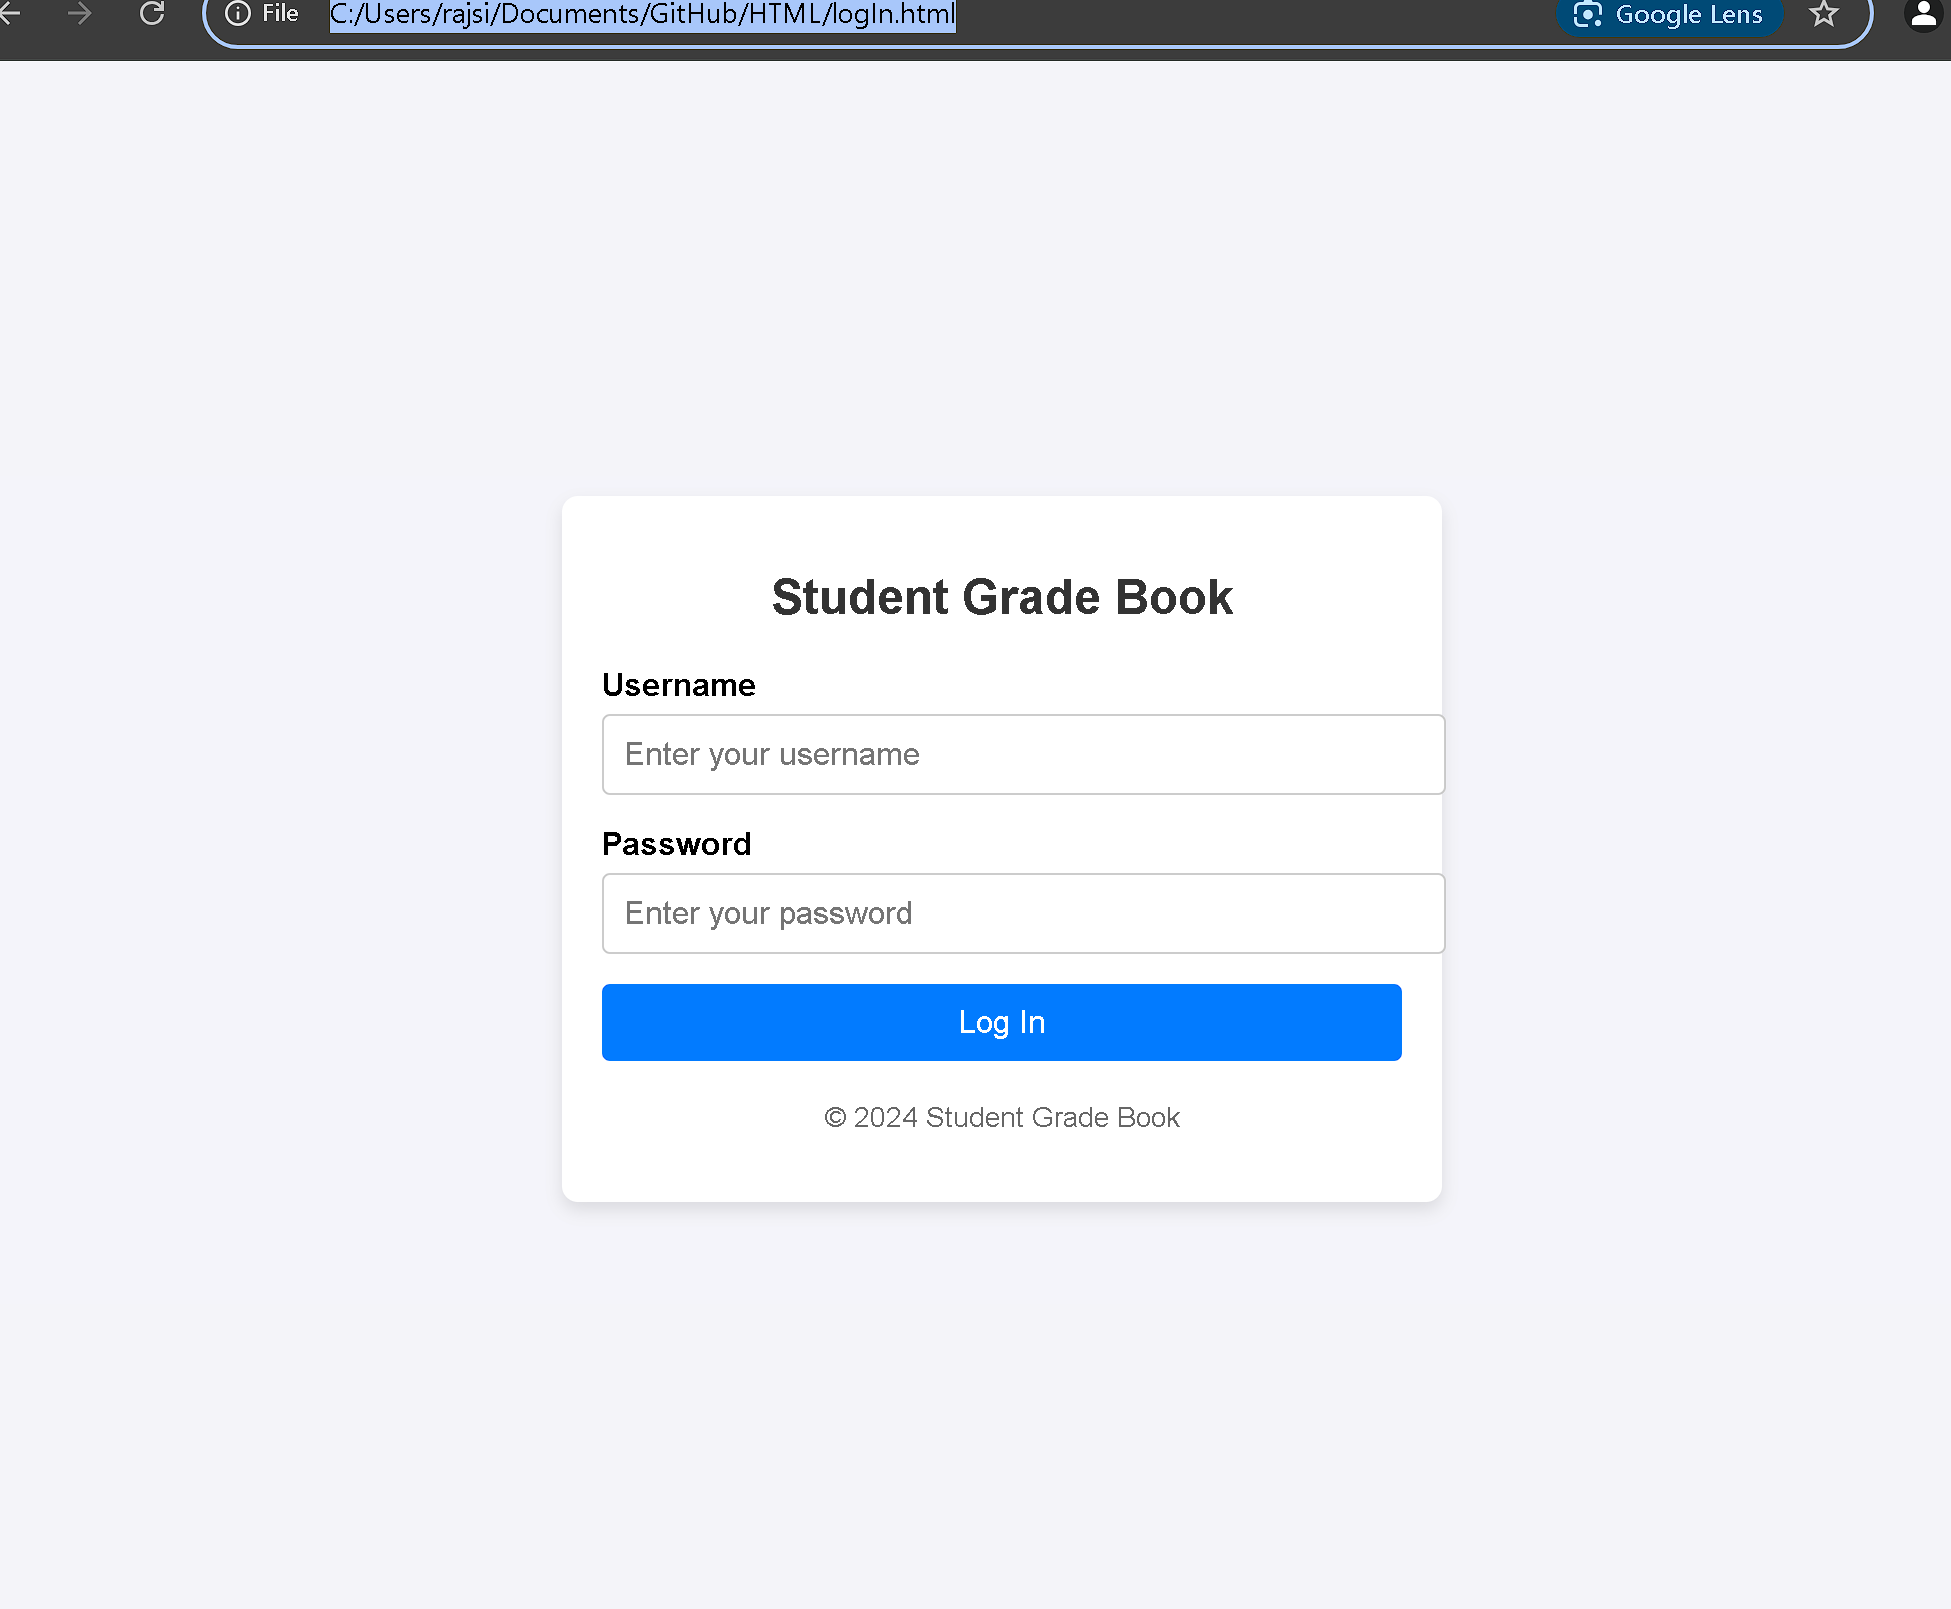 File C:/Users/rajsi/Documents/GitHub/HTML/logIn.html Google Lens
Student Grade Book
Username
Enter your username
Password
Enter your password
Log In
© 2024 Student Grade Book